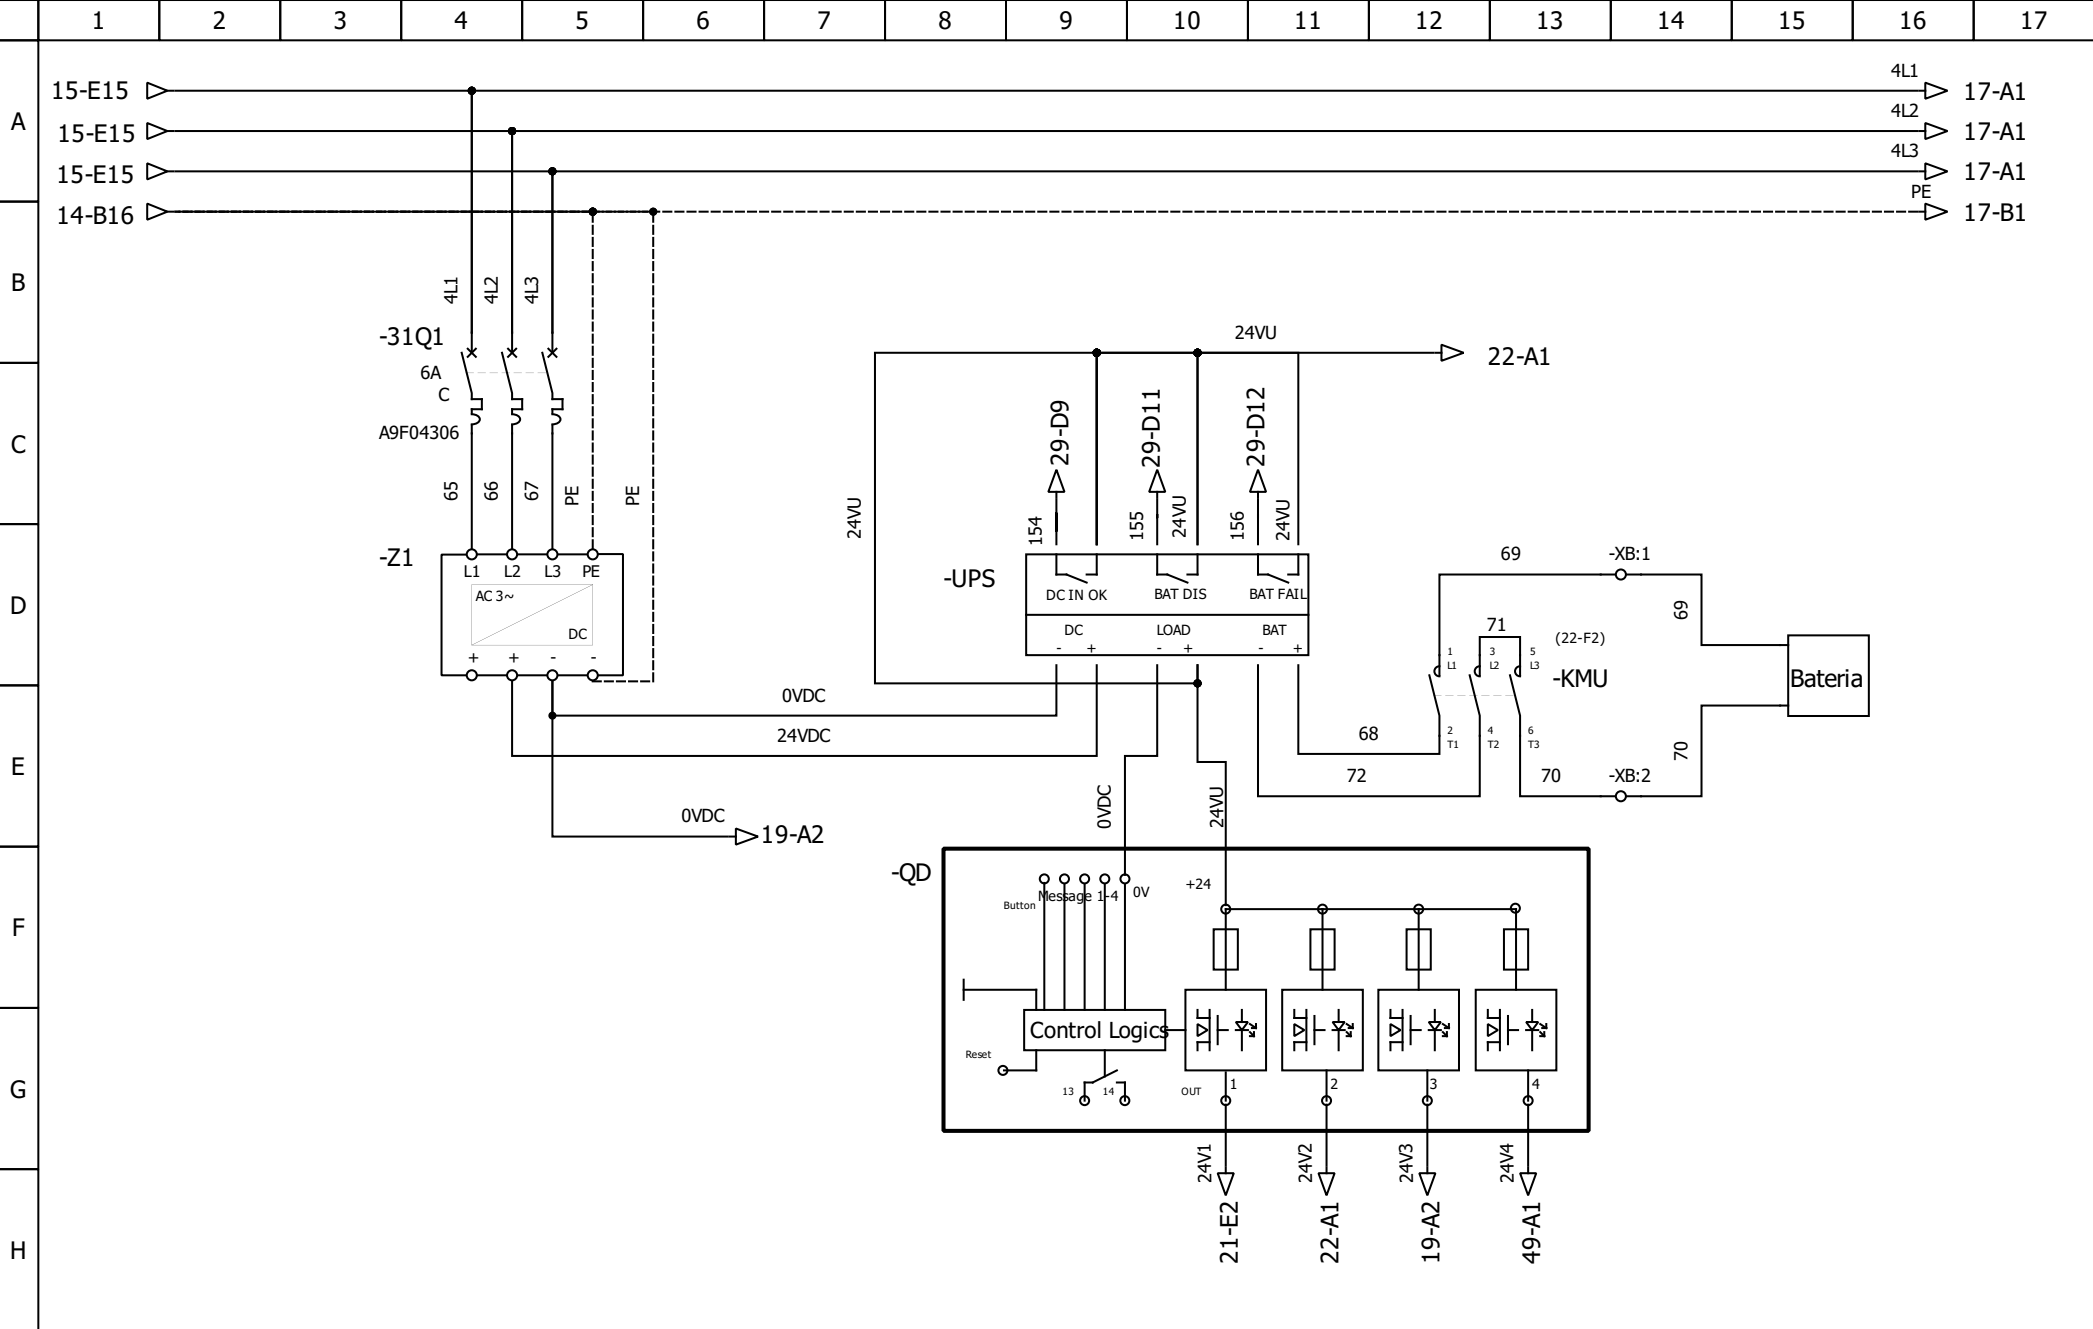 1 2 3 4 5 6 7 8 9 10 11 12 13 14 15 16 17
A
B
C
D
E
F
G
H
15-E15
15-E15
15-E15
14-B16
4L1
17-A1
4L2
17-A1
4L3
17-A1
PE
17-B1
4L1 4L2 4L3
-31Q1
6A
C
A9F04306
65 66 67 PE PE
-Z1
L1 L2 L3 PE
AC 3~
DC
+ + - -
0VDC
24VDC
0VDC
19-A2
24VU
22-A1
24VU
29-D9 29-D11 29-D12
154 155 24VU 156 24VU
-UPS
DC IN OK BAT DIS BAT FAIL
DC LOAD BAT
- + - + - +
0VDC 24VU
69
-XB:1
69
71
(22-F2)
1 3 5
L1 L2 L3
-KMU
2 4 6
T1 T2 T3
68
72
70
-XB:2
70
Bateria
-QD
Button
Message 1-4
0V
+24
Control Logics
Reset
13 14
OUT
1 2 3 4
24V1 24V2 24V3 24V4
21-E2 22-A1 19-A2 49-A1